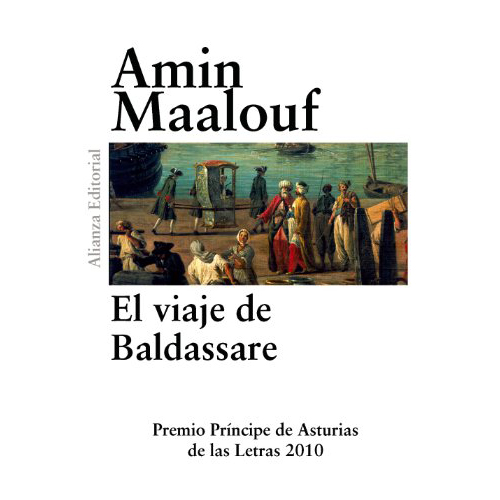 Amin
Maalouf
Alianza Editorial
El viaje de
Baldassare
Premio Príncipe de Asturias
de las Letras 2010